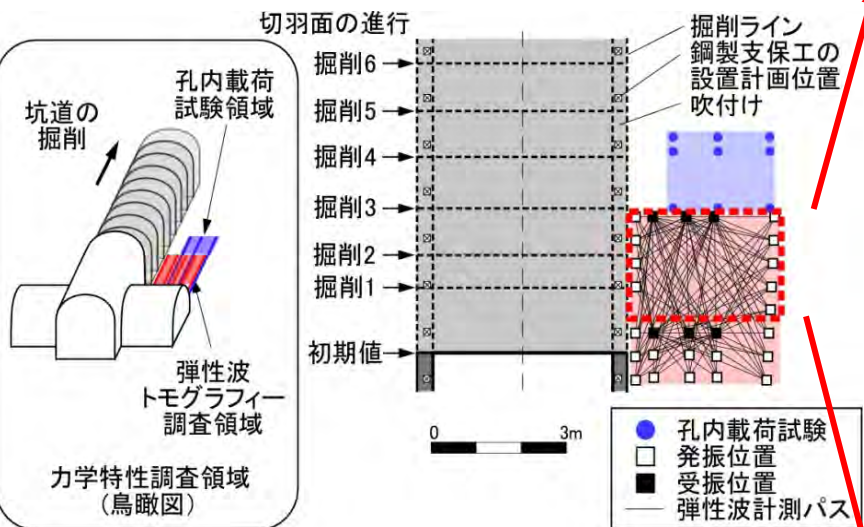 切羽面の進行
掘削6
掘削5
掘削4
掘削3
掘削2
掘削1
初期値
掘削ライン
鋼製支保工の
設置計画位置
吹付け
孔内載荷
試験領域
坑道の
掘削
弾性波
トモグラフィー
調査領域
力学特性調査領域
(鳥瞰図)
0 3m
孔内載荷試験
発振位置
受振位置
弾性波計測パス